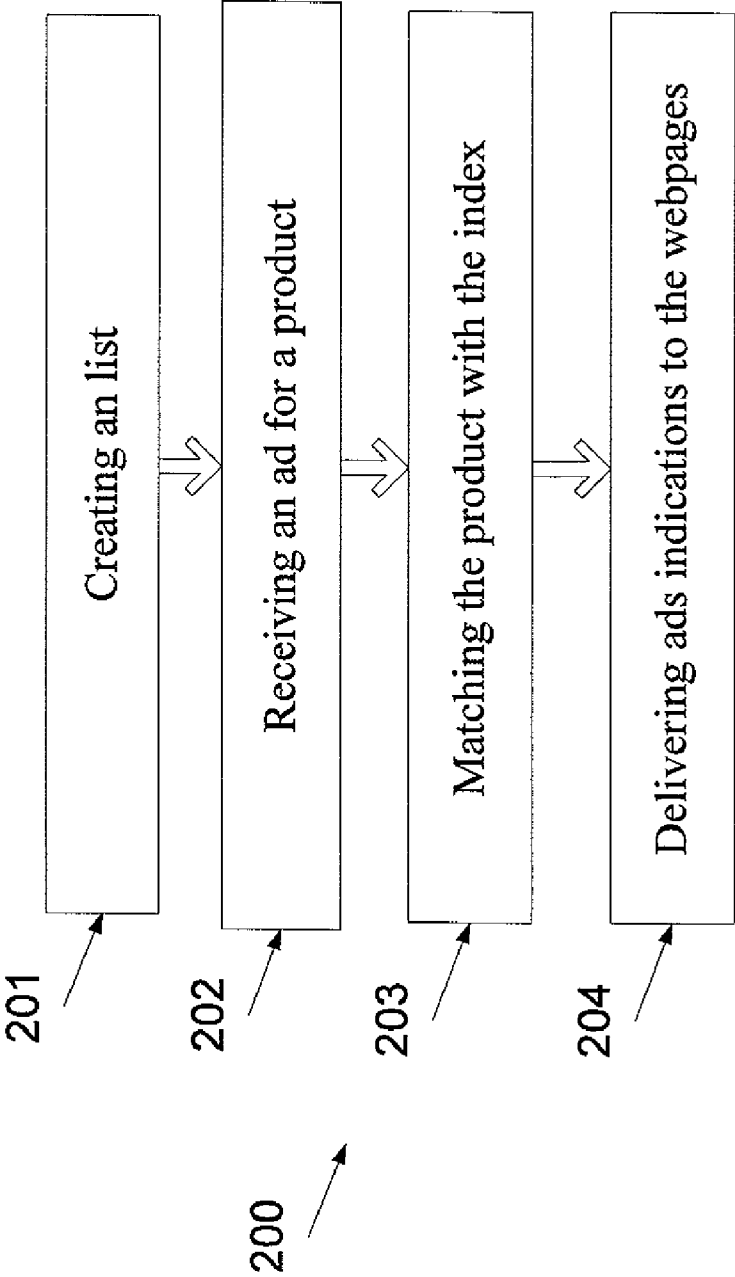 200
201
Creating an list
202
Receiving an ad for a product
203
Matching the product with the index
204
Delivering ads indications to the webpages